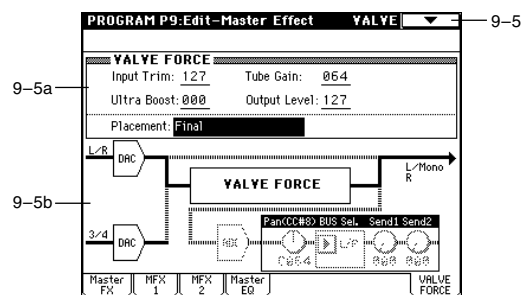 PROGRAM P9:Edit-Master Effect VALVE
9-5
VALVE FORCE
Input Trim: 127 Tube Gain: 064
9-5a
Ultra Boost: 000 Output Level: 127
Placement: Final
L/R DAC
L/Mono
R
VALVE FORCE
9-5b
Pan(CC#8) BUS Sel. Send1 Send2
3/4 DAC ADC L/R
C064 000 000
Master FX MFX 1 MFX 2 Master EQ VALVE FORCE